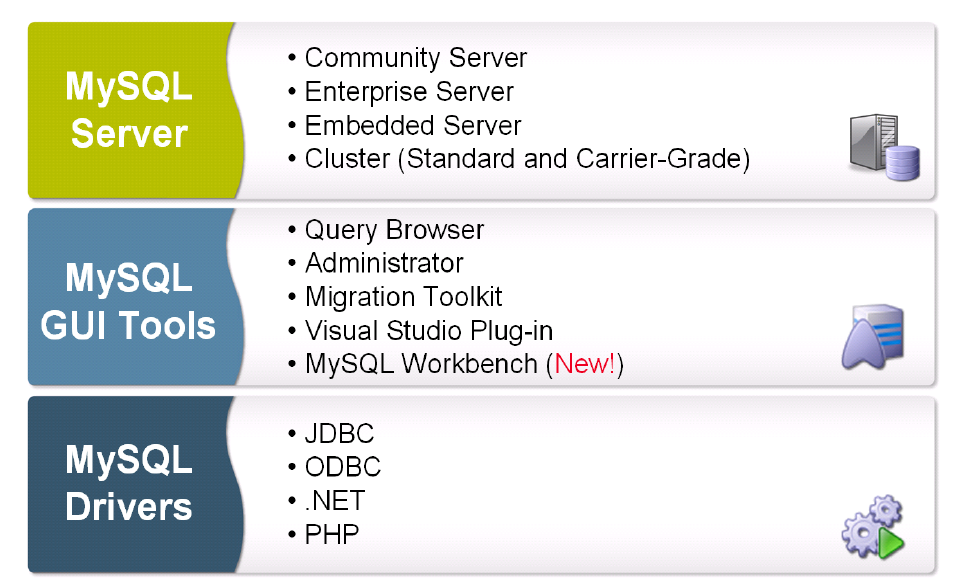 MySQL
Server
• Community Server
• Enterprise Server
• Embedded Server
• Cluster (Standard and Carrier-Grade)
MySQL
GUI Tools
• Query Browser
• Administrator
• Migration Toolkit
• Visual Studio Plug-in
• MySQL Workbench (New!)
MySQL
Drivers
• JDBC
• ODBC
• .NET
• PHP